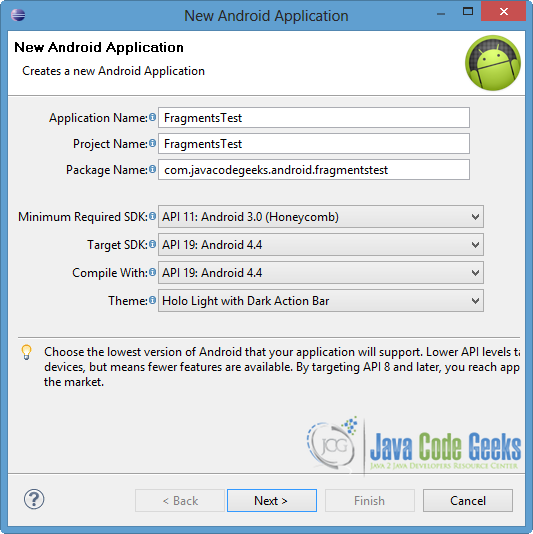 New Android Application
New Android Application
Creates a new Android Application
Application Name: FragmentsTest
Project Name: FragmentsTest
Package Name: com.javacodegeeks.android.fragmentstest
Minimum Required SDK: API 11: Android 3.0 (Honeycomb)
Target SDK: API 19: Android 4.4
Compile With: API 19: Android 4.4
Theme: Holo Light with Dark Action Bar
Choose the lowest version of Android that your application will support. Lower API levels ta
devices, but means fewer features are available. By targeting API 8 and later, you reach app
the market.
JCG Java Code Geeks
JAVA 2 JAVA DEVELOPERS RESOURCE CENTER
? < Back Next > Finish Cancel